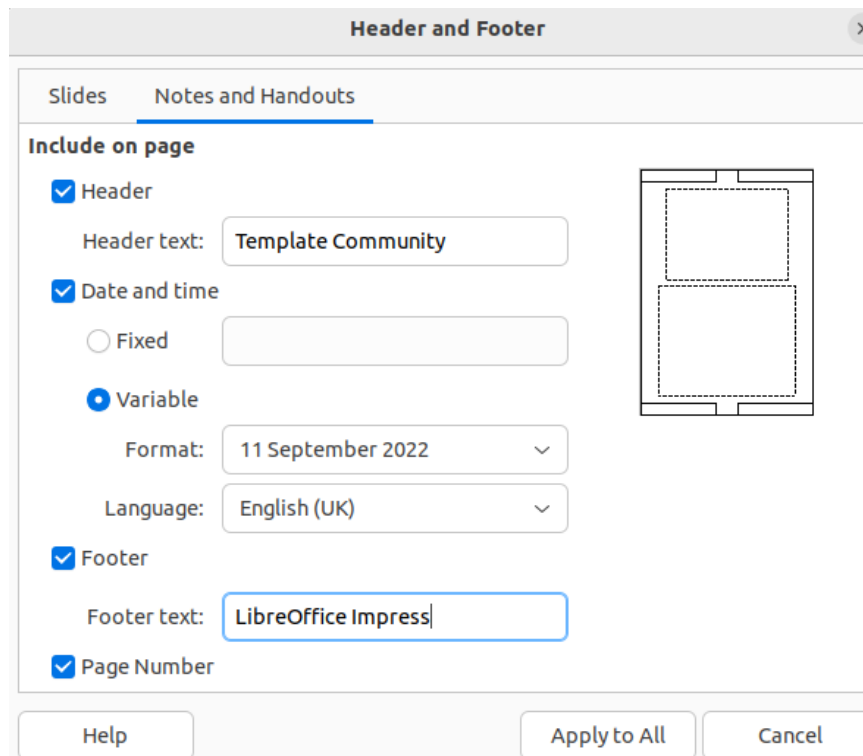 Header and Footer
Slides Notes and Handouts
Include on page
Header
Header text: Template Community
Date and time
Fixed
Variable
Format: 11 September 2022
Language: English (UK)
Footer
Footer text: LibreOffice Impress
Page Number
Help Apply to All Cancel